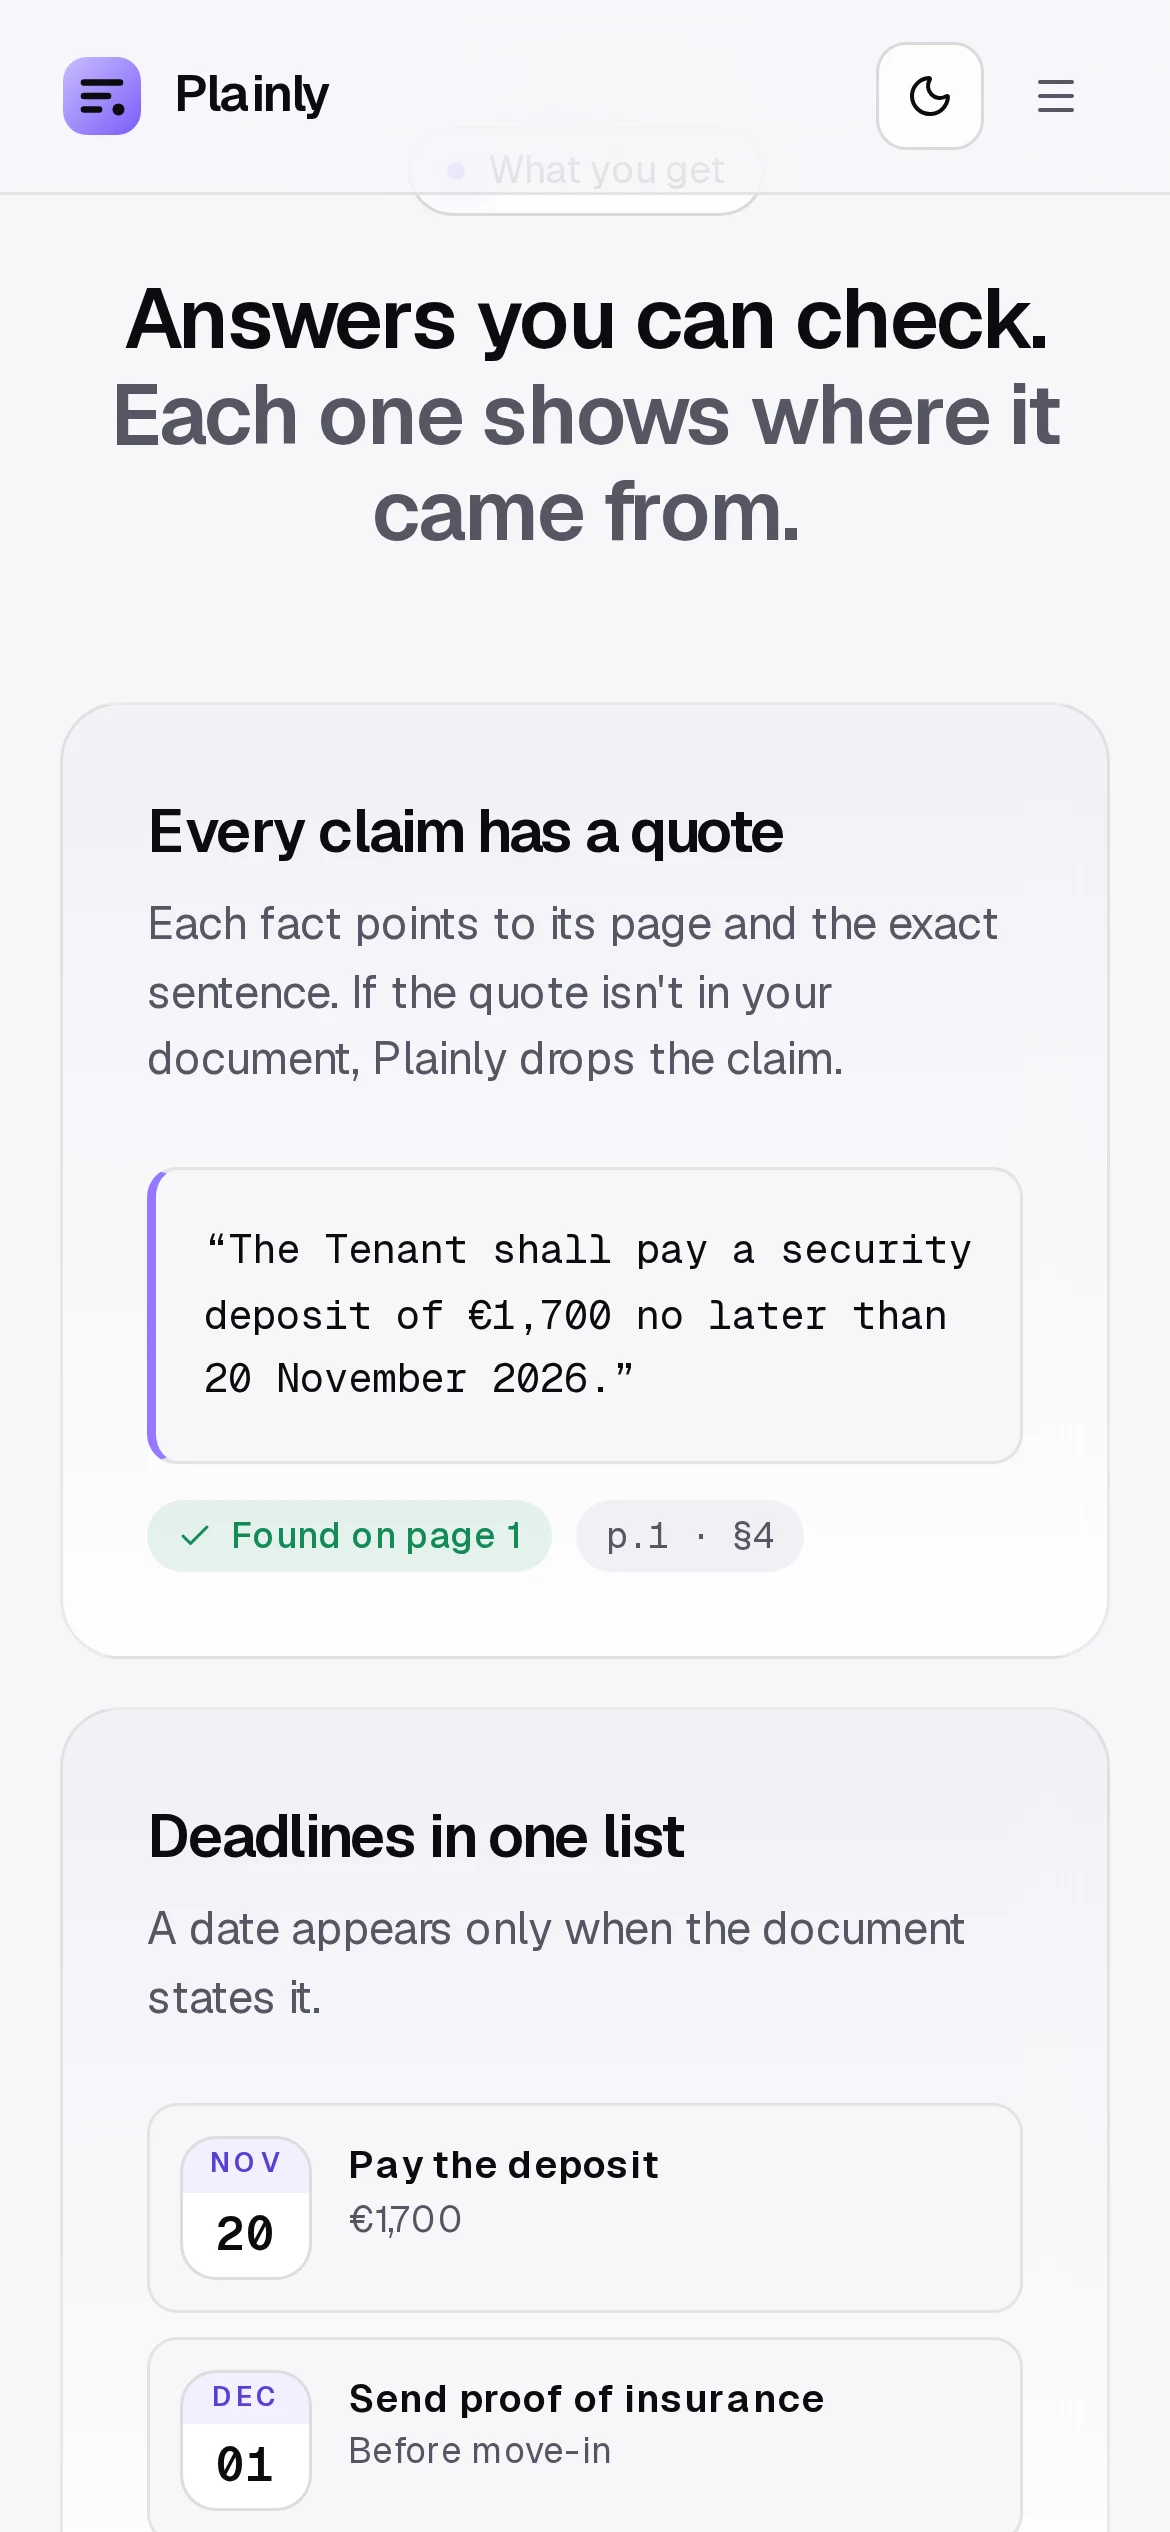 Plainly
What you get
Answers you can check.
Each one shows where it
came from.
Every claim has a quote
Each fact points to its page and the exact
sentence. If the quote isn't in your
document, Plainly drops the claim.
“The Tenant shall pay a security
deposit of €1,700 no later than
20 November 2026.”
Found on page 1
p.1 · §4
Deadlines in one list
A date appears only when the document
states it.
NOV
20
Pay the deposit
€1,700
DEC
01
Send proof of insurance
Before move-in